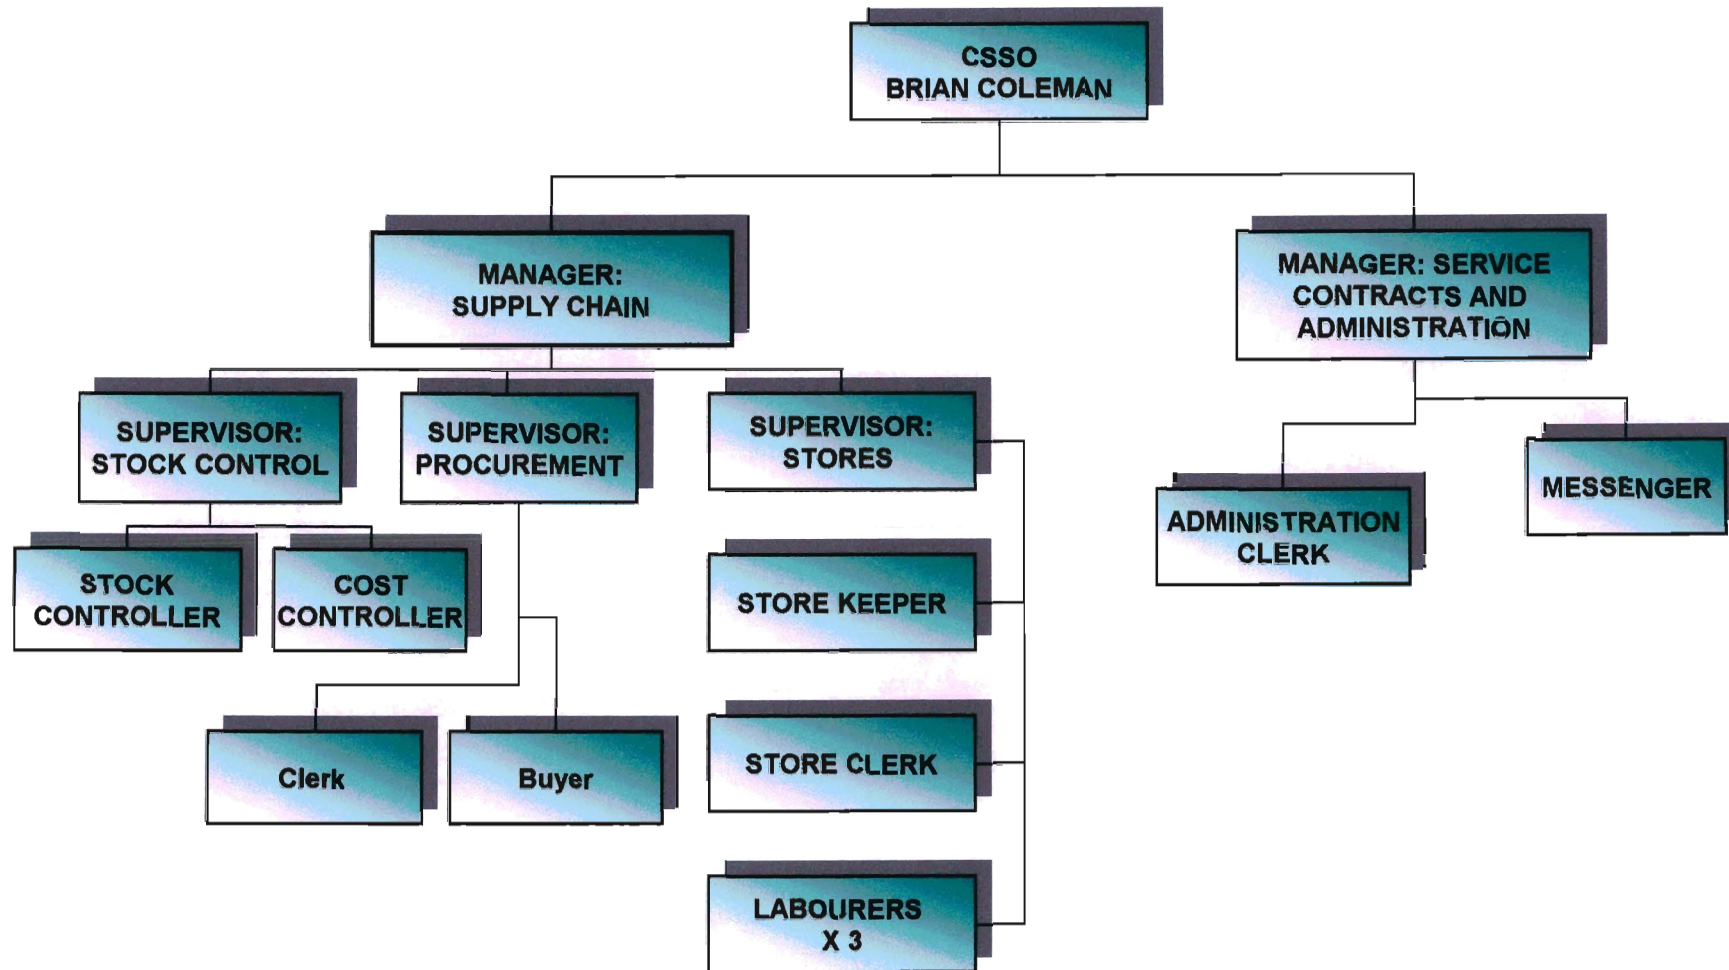 CSSO
BRIAN COLEMAN
MANAGER:
SUPPLY CHAIN
MANAGER: SERVICE
CONTRACTS AND
ADMINISTRATION
SUPERVISOR:
STOCK CONTROL
SUPERVISOR:
PROCUREMENT
SUPERVISOR:
STORES
MESSENGER
ADMINISTRATION
CLERK
STOCK
CONTROLLER
COST
CONTROLLER
STORE KEEPER
Clerk
Buyer
STORE CLERK
LABOURERS
X 3